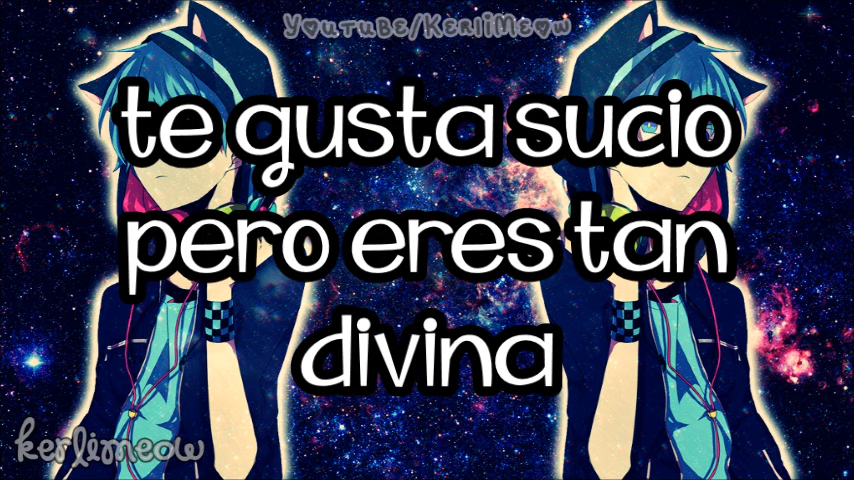 YouTube/KerliMeow
te gusta sucio
pero eres tan
divina
kerlimeow